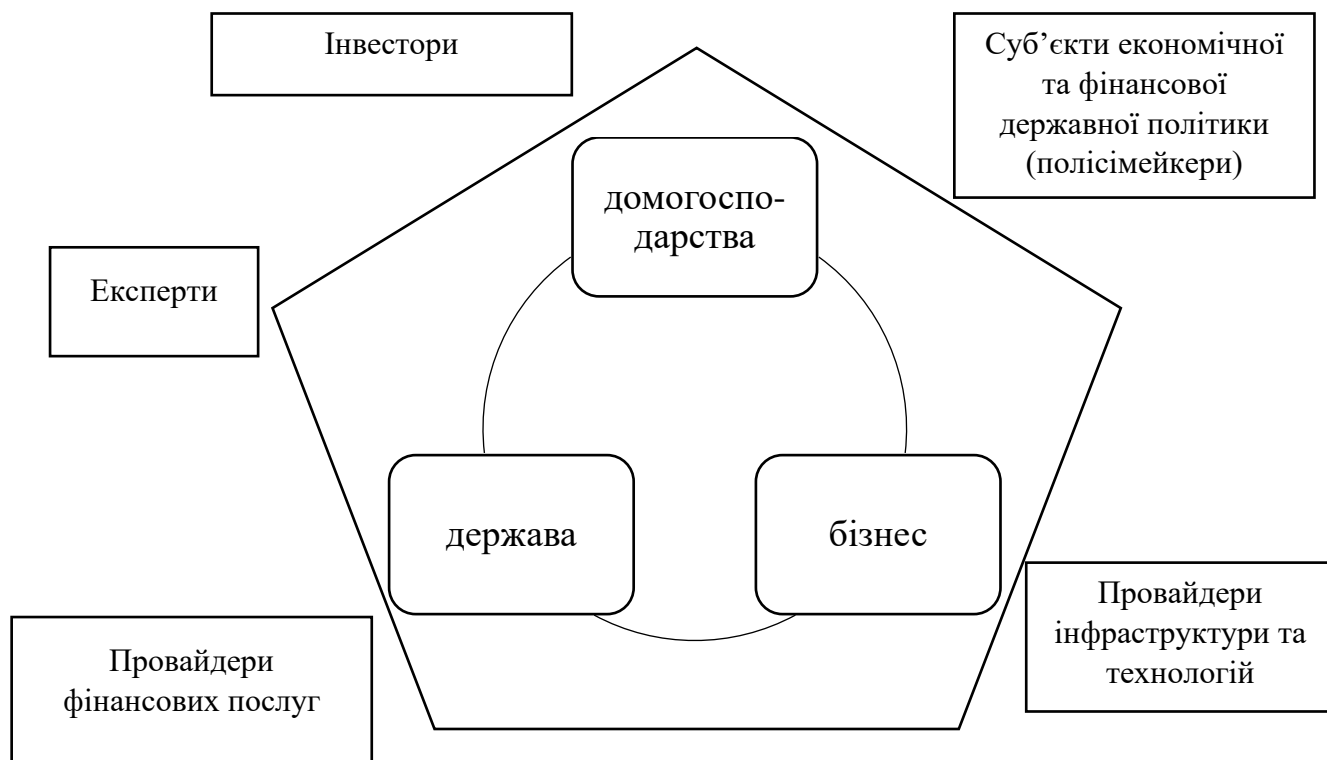 Інвестори
Суб’єкти економічної
та фінансової
державної політики
(полісімейкери)
домогоспо-
дарства
Експерти
держава
бізнес
Провайдери
інфраструктури та
технологій
Провайдери
фінансових послуг